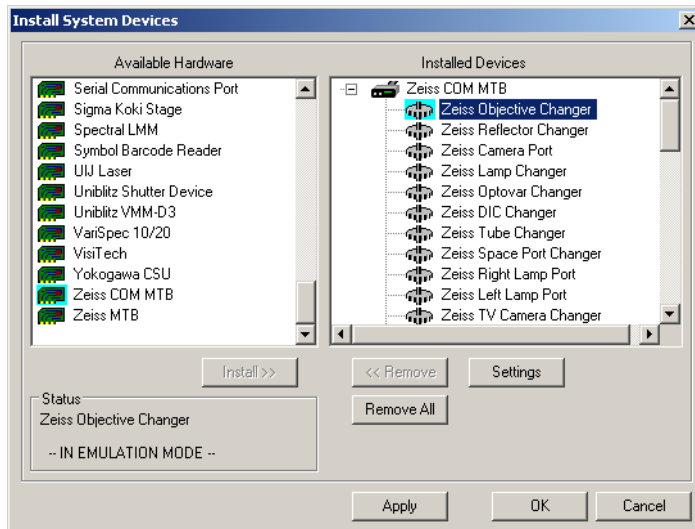 Install System Devices
Available Hardware
Serial Communications Port
Sigma Koki Stage
Spectral LMM
Symbol Barcode Reader
UIJ Laser
Uniblitz Shutter Device
Uniblitz VMM-D3
VariSpec 10/20
VisiTech
Yokogawa CSU
Zeiss COM MTB
Zeiss MTB
Install >>
Status
Zeiss Objective Changer
-- IN EMULATION MODE --
Installed Devices
Zeiss COM MTB
Zeiss Objective Changer
Zeiss Reflector Changer
Zeiss Camera Port
Zeiss Lamp Changer
Zeiss Optovar Changer
Zeiss DIC Changer
Zeiss Tube Changer
Zeiss Space Port Changer
Zeiss Right Lamp Port
Zeiss Left Lamp Port
Zeiss TV Camera Changer
<< Remove
Settings
Remove All
Apply
OK
Cancel